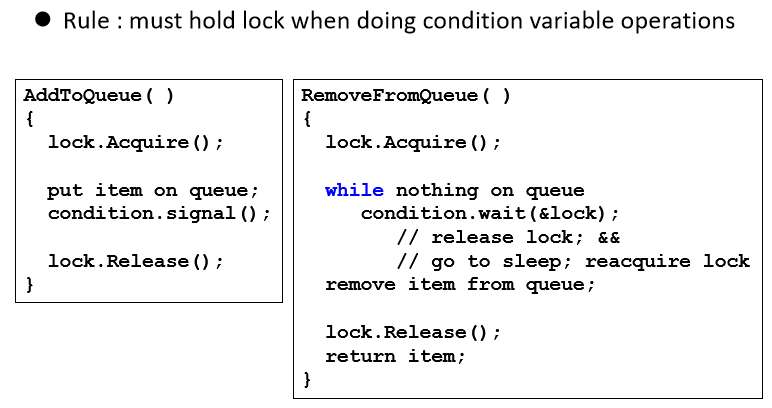 ● Rule : must hold lock when doing condition variable operations
AddToQueue( )
{
lock.Acquire();
put item on queue;
condition.signal();
lock.Release();
}
RemoveFromQueue( )
{
lock.Acquire();
while nothing on queue
condition.wait(&lock);
// release lock; &&
// go to sleep; reacquire lock
remove item from queue;
lock.Release();
return item;
}